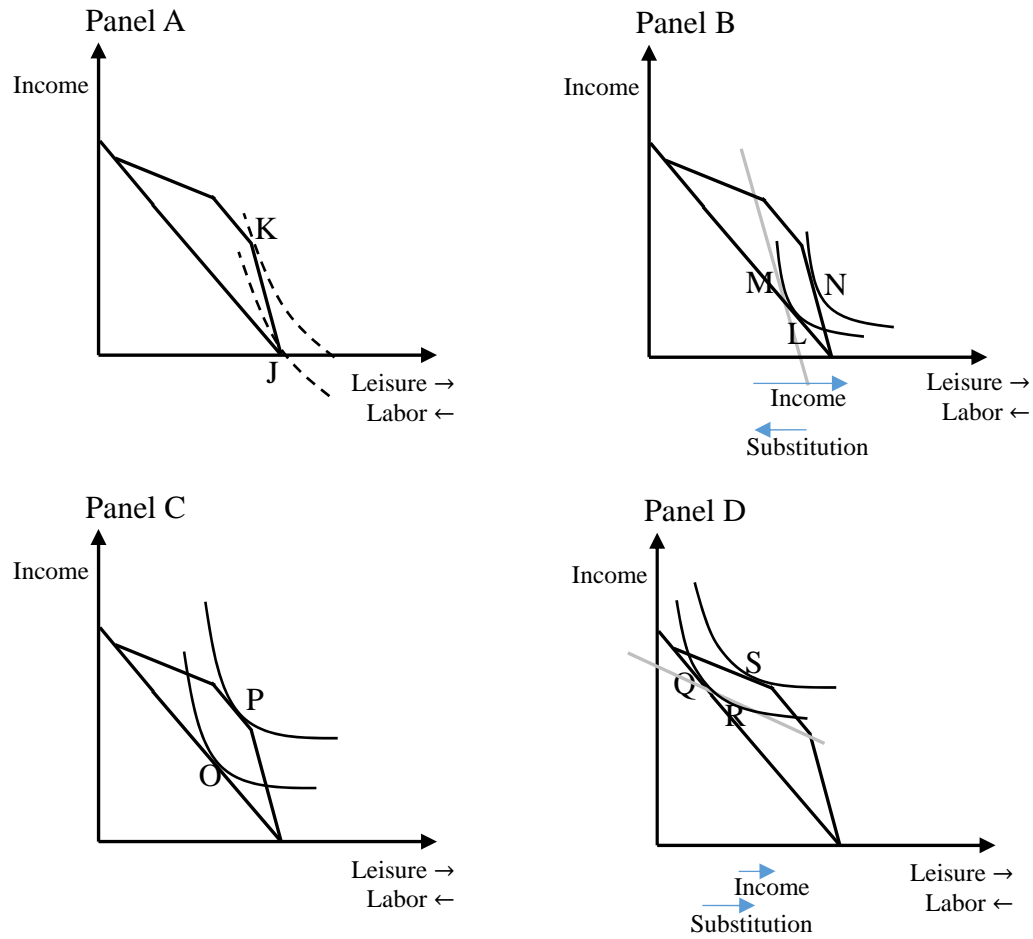 Panel A
Income
K
J
Leisure →
Labor ←
Panel B
Income
M
N
L
Income
Substitution
Leisure →
Labor ←
Panel C
Income
P
O
Leisure →
Labor ←
Panel D
Income
S
Q
R
Income
Substitution
Leisure →
Labor ←